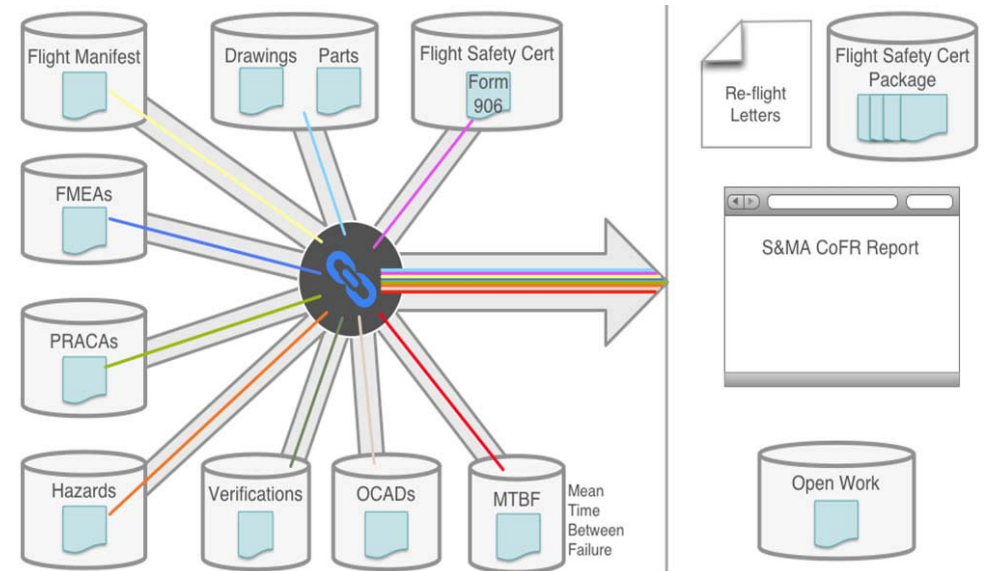 Flight Manifest
Drawings
Parts
Flight Safety Cert
Form
906
Re-flight
Letters
Flight Safety Cert
Package
FMEAs
S&MA CoFR Report
PRACAs
Hazards
Verifications
OCADs
MTBF
Mean
Time
Between
Failure
Open Work